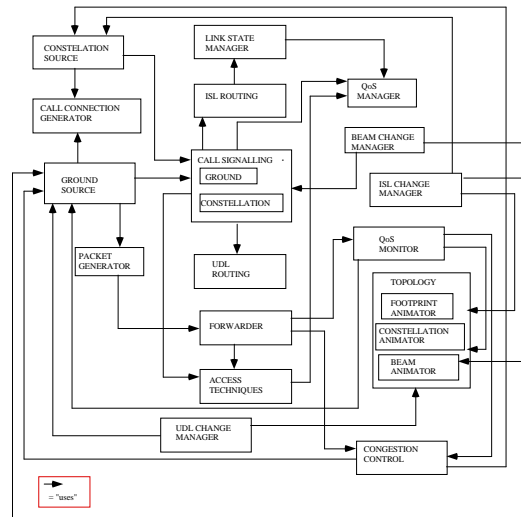 CONSTELATION
SOURCE
LINK STATE
MANAGER
CALL CONNECTION
GENERATOR
ISL ROUTING
QoS
MANAGER
BEAM CHANGE
MANAGER
CALL SIGNALLING
GROUND
CONSTELLATION
GROUND
SOURCE
ISL CHANGE
MANAGER
PACKET
GENERATOR
UDL
ROUTING
QoS
MONITOR
TOPOLOGY
FOOTPRINT
ANIMATOR
CONSTELLATION
ANIMATOR
BEAM
ANIMATOR
FORWARDER
ACCESS
TECHNIQUES
UDL CHANGE
MANAGER
CONGESTION
CONTROL
= "uses"